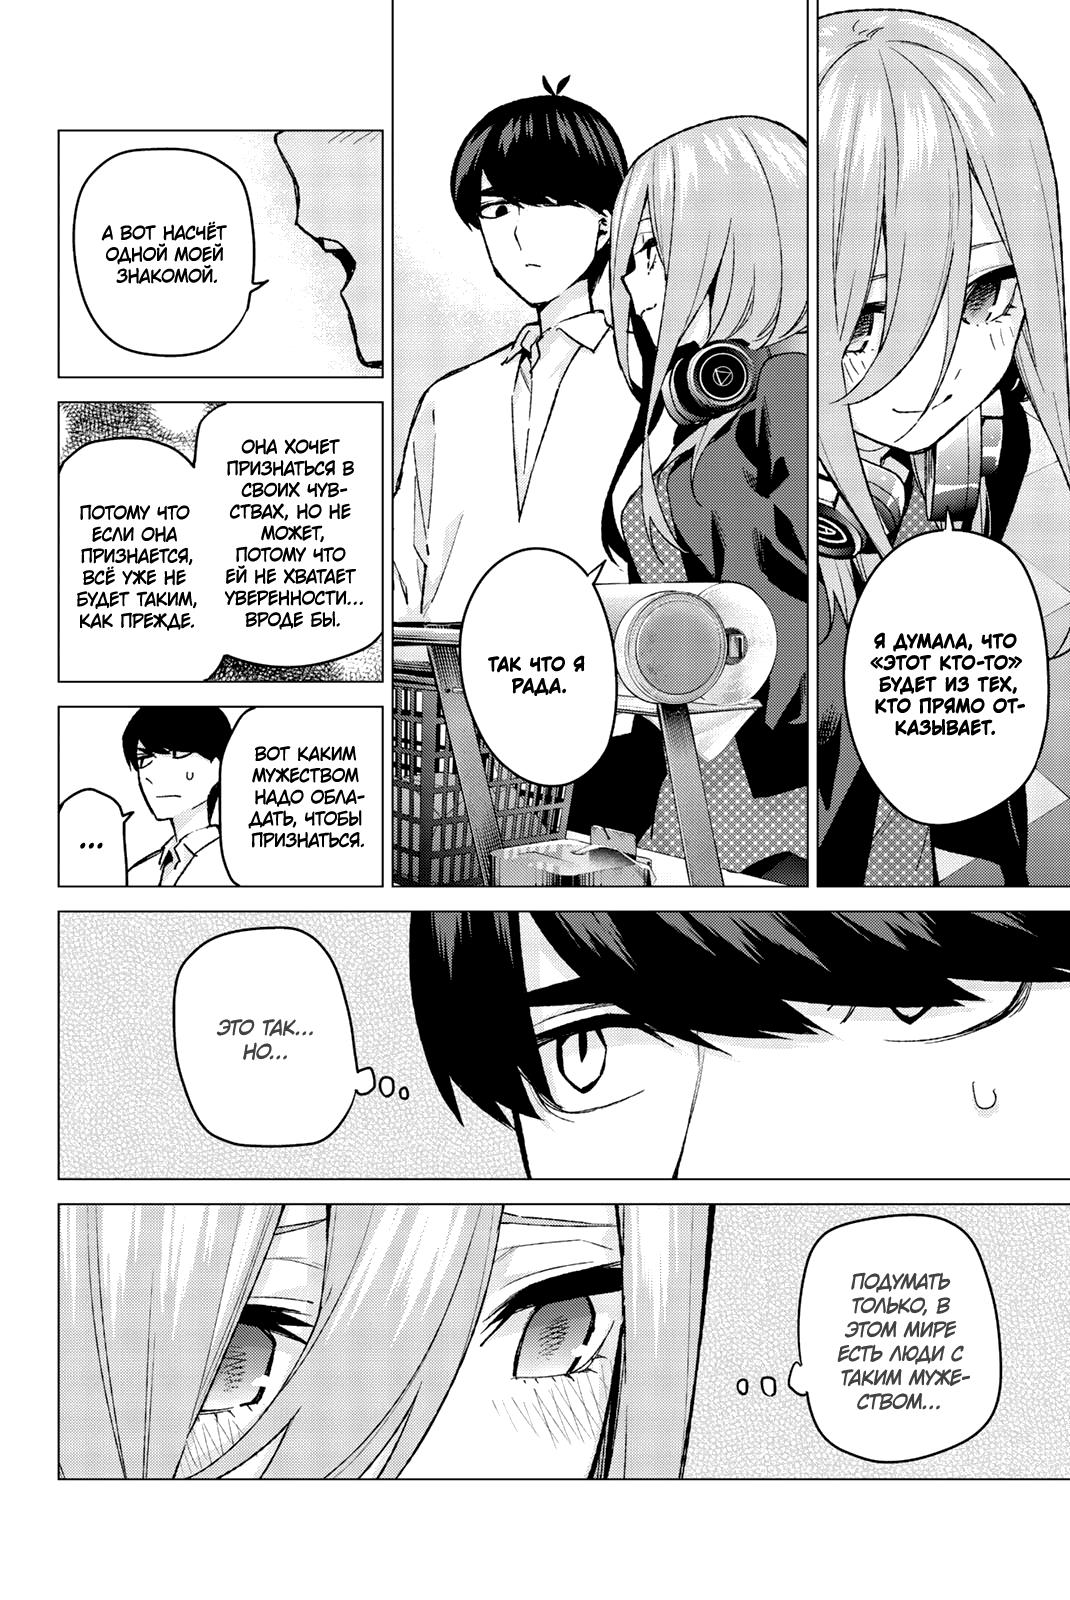 Я ДУМАЛА, ЧТО
«ЭТОТ КТО-ТО»
БУДЕТ ИЗ ТЕХ,
КТО ПРЯМО ОТ-
КАЗЫВАЕТ.
ТАК ЧТО Я
РАДА.
А ВОТ НАСЧЁТ
ОДНОЙ МОЕЙ
ЗНАКОМОЙ.
ОНА ХОЧЕТ
ПРИЗНАТЬСЯ В
СВОИХ ЧУВ-
СТВАХ, НО НЕ
МОЖЕТ,
ПОТОМУ ЧТО
ЕЙ НЕ ХВАТАЕТ
УВЕРЕННОСТИ...
ВРОДЕ БЫ.
ПОТОМУ ЧТО
ЕСЛИ ОНА
ПРИЗНАЕТСЯ,
ВСЁ УЖЕ НЕ
БУДЕТ ТАКИМ,
КАК ПРЕЖДЕ.
ВОТ КАКИМ
МУЖЕСТВОМ
НАДО ОБЛА-
ДАТЬ, ЧТОБЫ
ПРИЗНАТЬСЯ.
...
ЭТО ТАК...
НО...
ПОДУМАТЬ
ТОЛЬКО, В
ЭТОМ МИРЕ
ЕСТЬ ЛЮДИ С
ТАКИМ МУЖЕ-
СТВОМ...